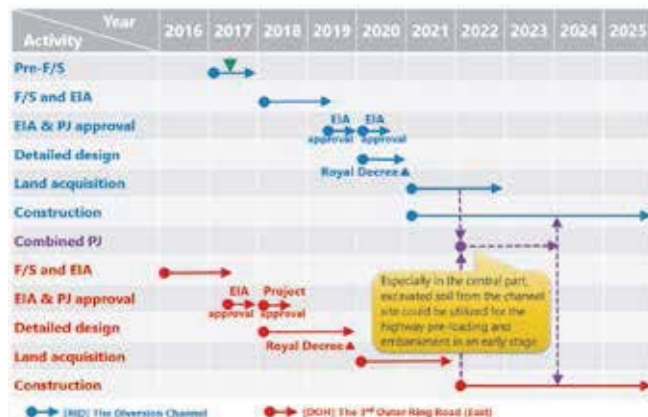 Year
Activity
2016 2017 2018 2019 2020 2021 2022 2023 2024 2025
Pre-F/S
F/S and EIA
EIA & PJ approval
EIA approval
EIA approval
Detailed design
Royal Decree
Land acquisition
Construction
Combined PJ
Especially in the central part,
excavated soil from the channel
site could be utilized for the
highway pre-loading and
embankment in an early stage
F/S and EIA
EIA & PJ approval
EIA approval
Project approval
Detailed design
Royal Decree
Land acquisition
Construction
[RID] The Diversion Channel
[DOH] The 3rd Outer Ring Road (East)